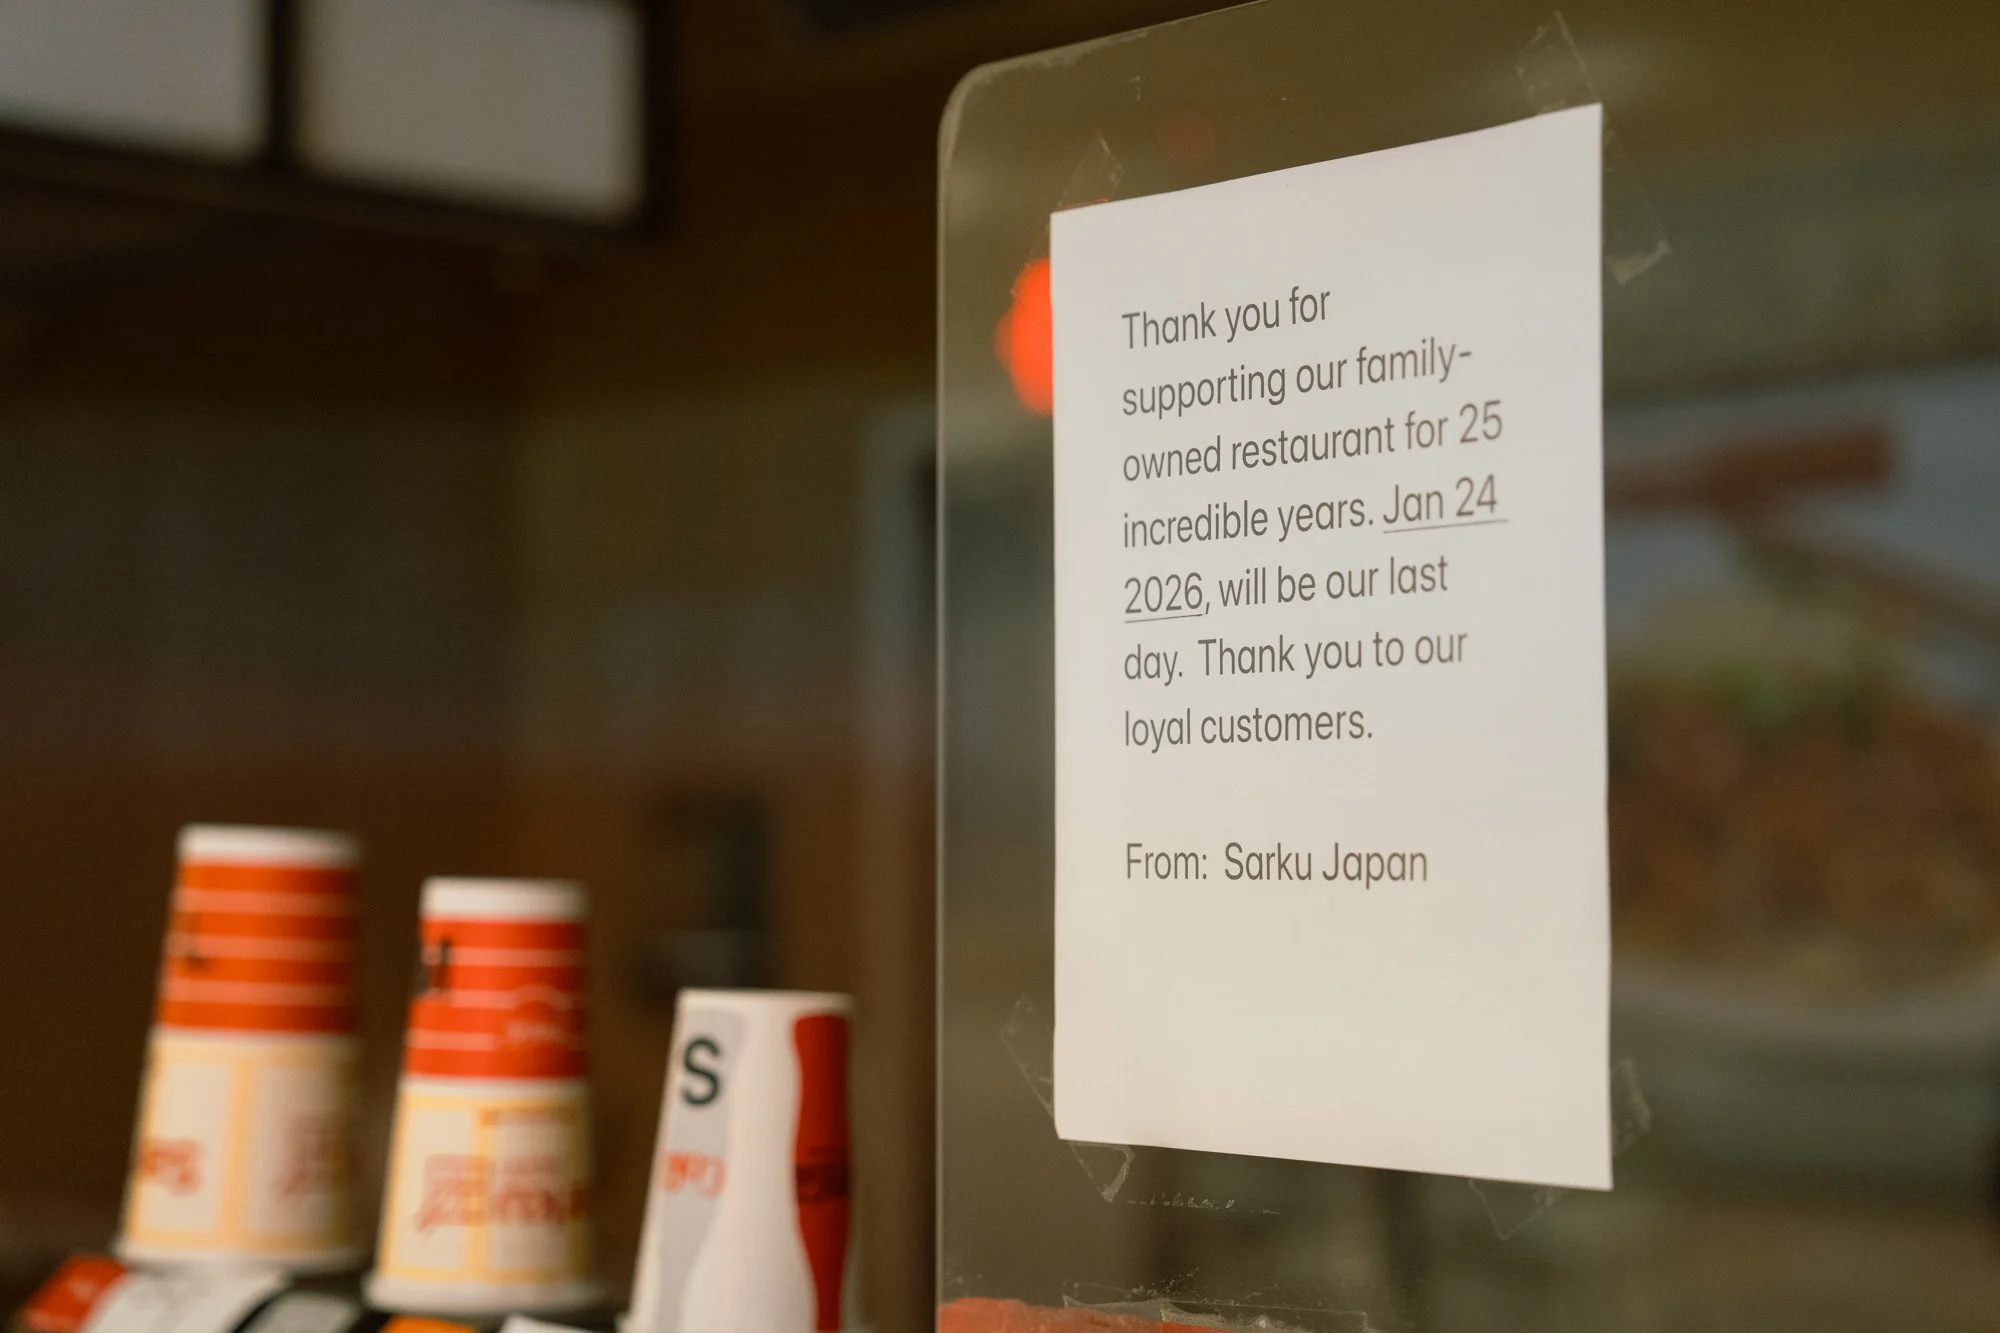 Thank you for
supporting our family-
owned restaurant for 25
incredible years. Jan 24
2026, will be our last
day. Thank you to our
loyal customers.
From: Sarku Japan
S